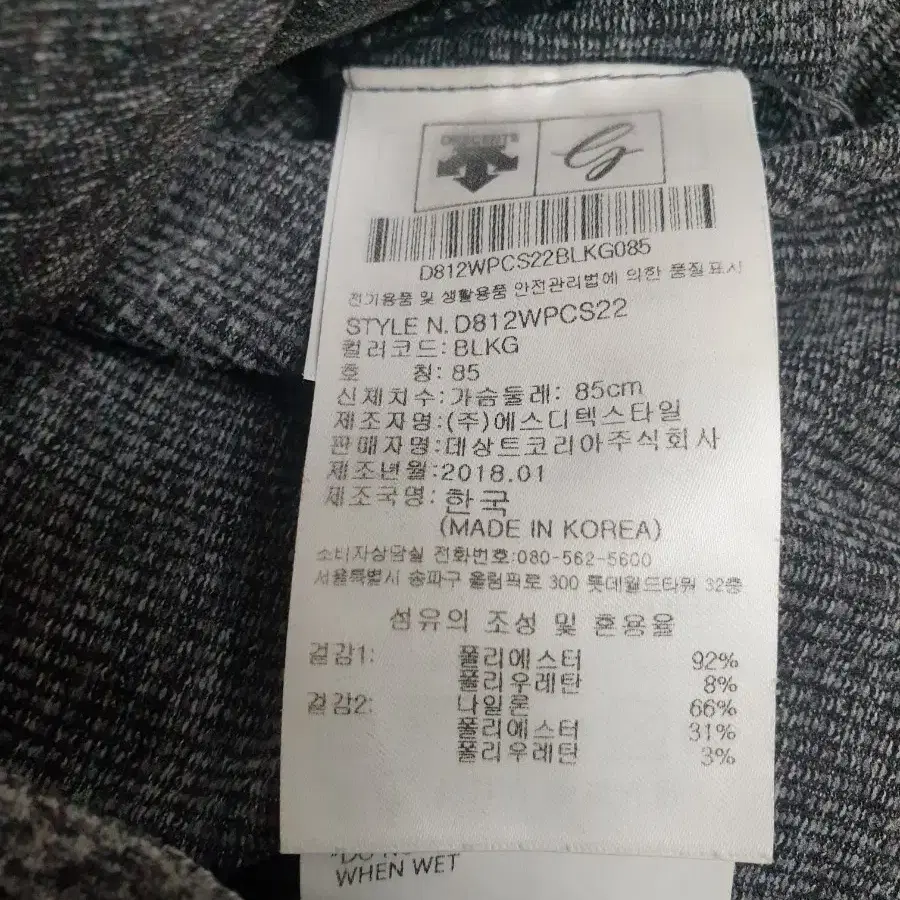 DESCENTE
D812WPCS22BLKG085
전기용품 및 생활용품 안전관리법에 의한 품질표시
STYLE N. D812WPCS22
컬러코드: BLKG
호 칭: 85
신체치수: 가슴둘레: 85cm
제조자명: (주)에스디텍스타일
판매자명: 데상트코리아주식회사
제조년월: 2018.01
제조국명: 한국
(MADE IN KOREA)
소비자상담실 전화번호:080-562-5600
서울특별시 송파구 올림픽로 300 롯데월드타워 32층
섬유의 조성 및 혼용율
겉감1: 폴리에스터 92%
폴리우레탄 8%
겉감2: 나일론 66%
폴리에스터 31%
폴리우레탄 3%
WHEN WET